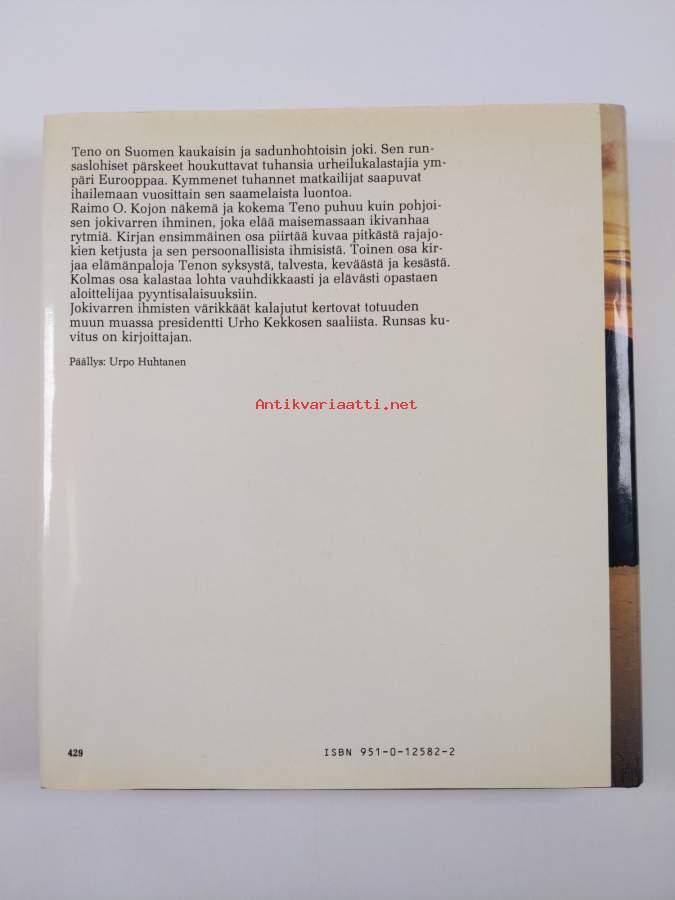 Teno on Suomen kaukaisin ja sadunhohtoisin joki. Sen run-
saslohiset pärskeet houkuttavat tuhansia urheilukalastajia ym-
päri Eurooppaa. Kymmenet tuhannet matkailijat saapuvat
ihailemaan vuosittain sen saamelaista luontoa.
Raimo O. Kojon näkemä ja kokema Teno puhuu kuin pohjoi-
sen jokivarren ihminen, joka elää maisemassaan ikivanhaa
rytmiä. Kirjan ensimmäinen osa piirtää kuvaa pitkästä rajajo-
kien ketjusta ja sen persoonallisista ihmisistä. Toinen osa kir-
jaa elämänpaloja Tenon syksystä, talvesta, keväästä ja kesästä.
Kolmas osa kalastaa lohta vauhdikkaasti ja elävästi opastaen
aloittelijaa pyyntisalaisuuksiin.
Jokivarren ihmisten värikkäät kalajutut kertovat totuuden
muun muassa presidentti Urho Kekkosen saaliista. Runsas ku-
vitus on kirjoittajan.
Päällys: Urpo Huhtanen
Antikvariaatti.net
429
ISBN 951-0-12582-2